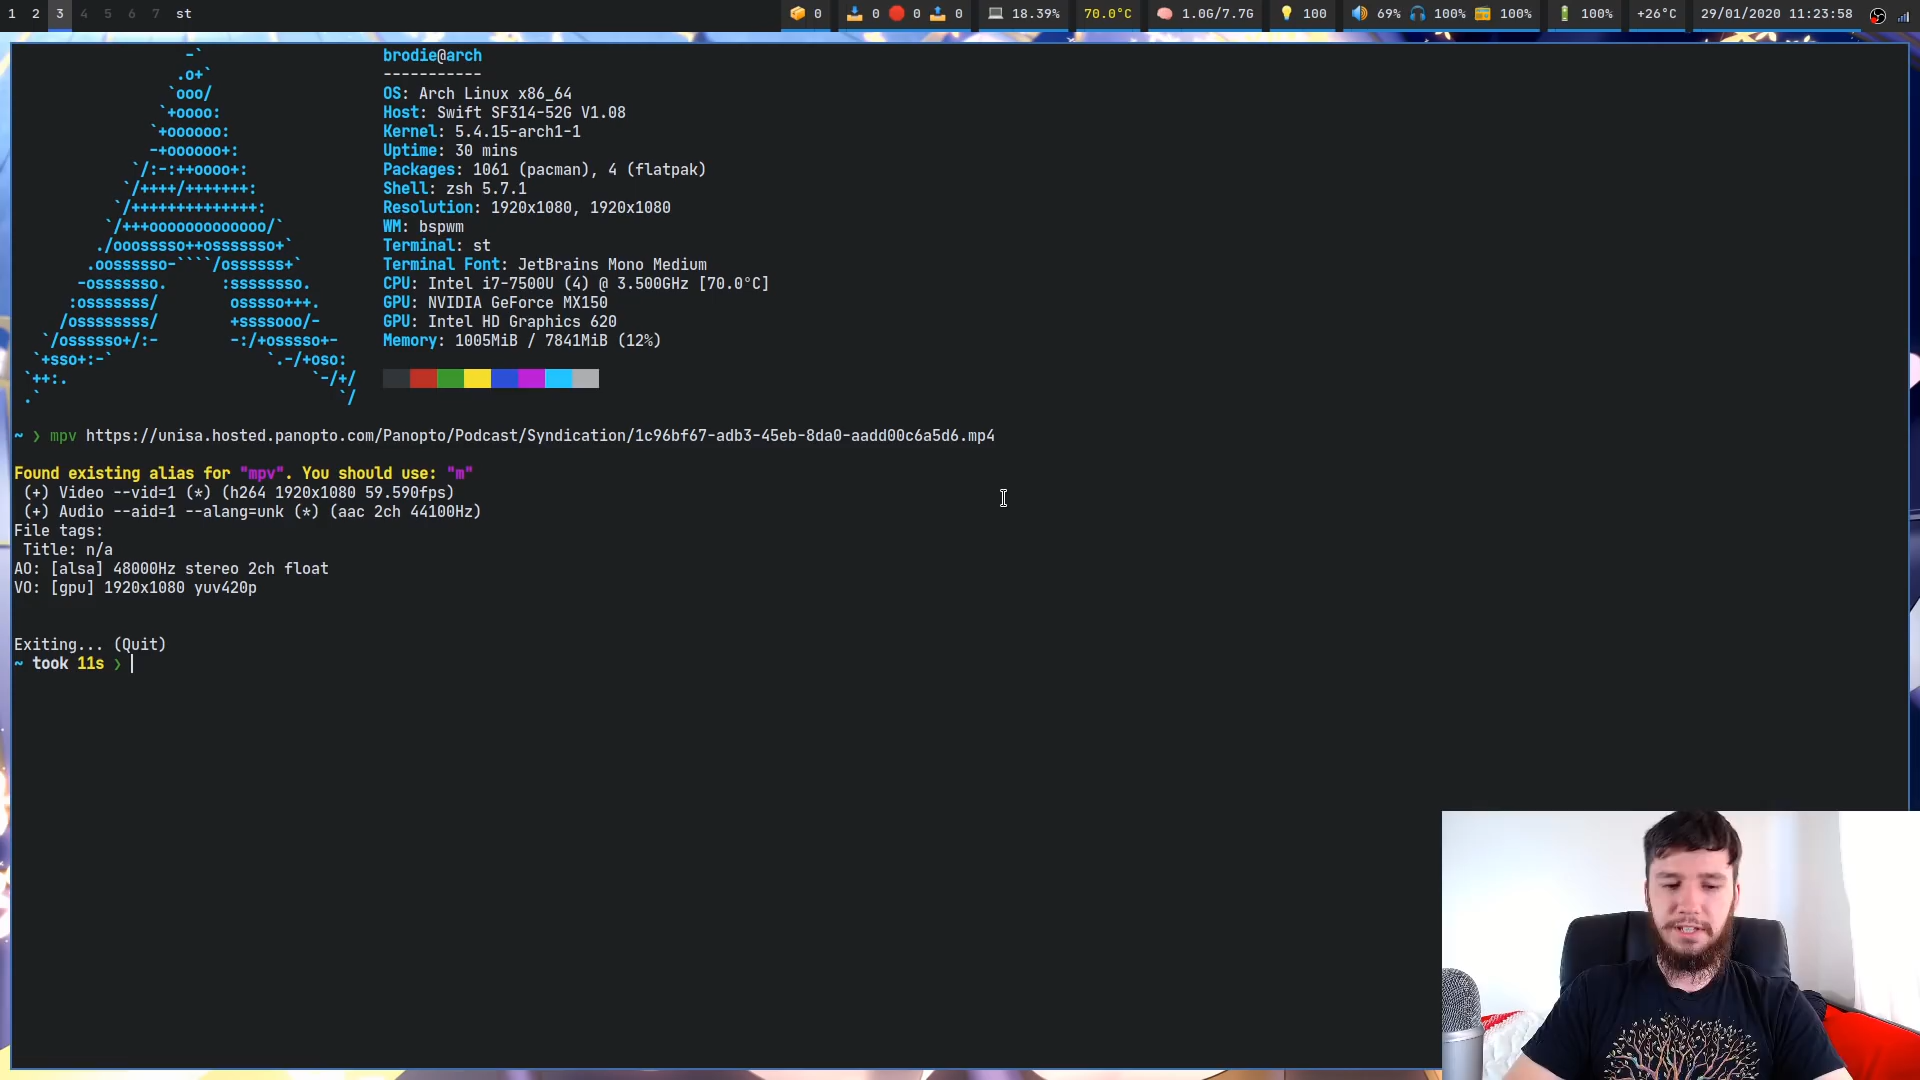 1 2 3 4 5 6 7 st 0 0 0 0 18.39% 70.0°C 1.0G/7.7G 100 69% 100% 100% 100% +26°C 29/01/2020 11:23:58
brodie@arch
-----------
OS: Arch Linux x86_64
Host: Swift SF314-52G V1.08
Kernel: 5.4.15-arch1-1
Uptime: 30 mins
Packages: 1061 (pacman), 4 (flatpak)
Shell: zsh 5.7.1
Resolution: 1920x1080, 1920x1080
WM: bspwm
Terminal: st
Terminal Font: JetBrains Mono Medium
CPU: Intel i7-7500U (4) @ 3.500GHz [70.0°C]
GPU: NVIDIA GeForce MX150
GPU: Intel HD Graphics 620
Memory: 1005MiB / 7841MiB (12%)
~ ❯ mpv https://unisa.hosted.panopto.com/Panopto/Podcast/Syndication/1c96bf67-adb3-45eb-8da0-aadd00c6a5d6.mp4
Found existing alias for "mpv". You should use: "m"
(+) Video --vid=1 (*) (h264 1920x1080 59.590fps)
(+) Audio --aid=1 --alang=unk (*) (aac 2ch 44100Hz)
File tags:
Title: n/a
AO: [alsa] 48000Hz stereo 2ch float
VO: [gpu] 1920x1080 yuv420p
Exiting... (Quit)
~ took 11s ❯